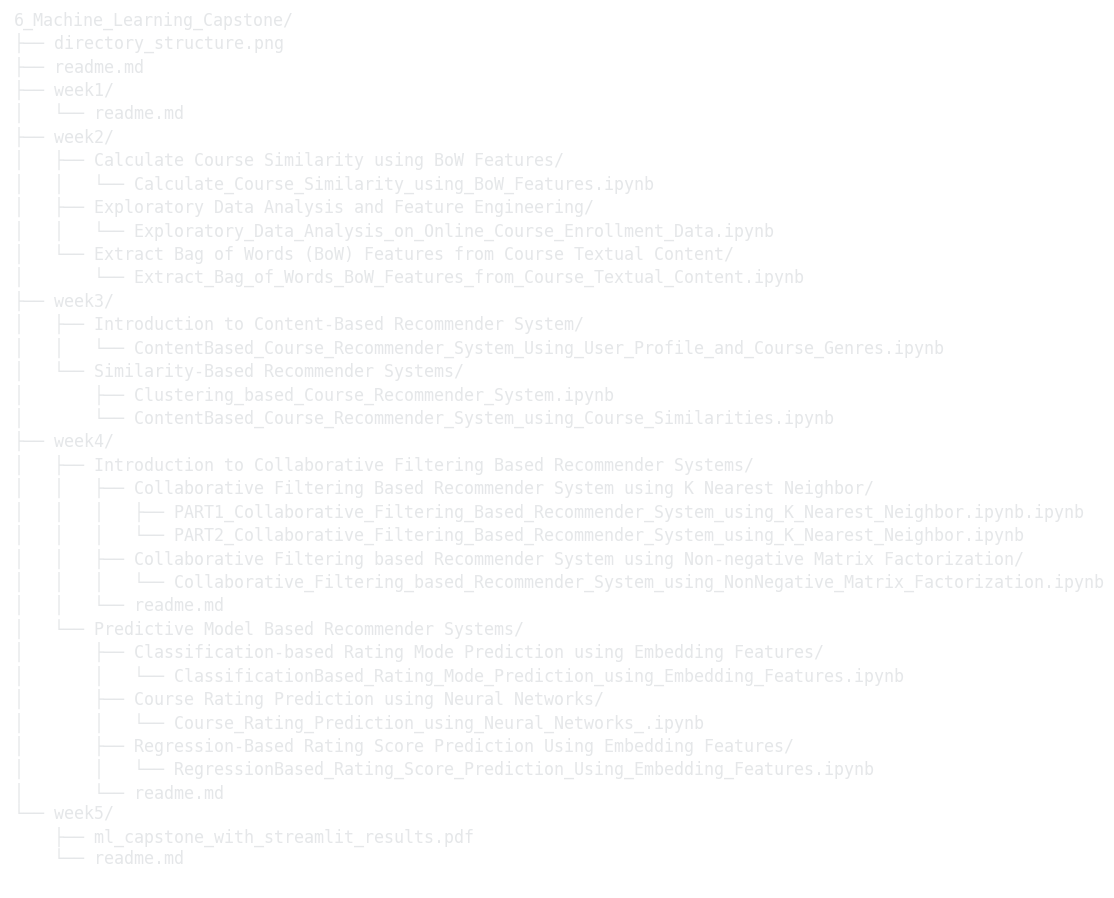 6_Machine_Learning_Capstone/
├── directory_structure.png
├── readme.md
├── week1/
│   └── readme.md
├── week2/
│   ├── Calculate Course Similarity using BoW Features/
│   │   └── Calculate_Course_Similarity_using_BoW_Features.ipynb
│   ├── Exploratory Data Analysis and Feature Engineering/
│   │   └── Exploratory_Data_Analysis_on_Online_Course_Enrollment_Data.ipynb
│   └── Extract Bag of Words (BoW) Features from Course Textual Content/
│       └── Extract_Bag_of_Words_BoW_Features_from_Course_Textual_Content.ipynb
├── week3/
│   ├── Introduction to Content-Based Recommender System/
│   │   └── ContentBased_Course_Recommender_System_Using_User_Profile_and_Course_Genres.ipynb
│   └── Similarity-Based Recommender Systems/
│       ├── Clustering_based_Course_Recommender_System.ipynb
│       └── ContentBased_Course_Recommender_System_using_Course_Similarities.ipynb
├── week4/
│   ├── Introduction to Collaborative Filtering Based Recommender Systems/
│   │   ├── Collaborative Filtering Based Recommender System using K Nearest Neighbor/
│   │   │   ├── PART1_Collaborative_Filtering_Based_Recommender_System_using_K_Nearest_Neighbor.ipynb.ipynb
│   │   │   └── PART2_Collaborative_Filtering_Based_Recommender_System_using_K_Nearest_Neighbor.ipynb
│   │   ├── Collaborative Filtering based Recommender System using Non-negative Matrix Factorization/
│   │   │   └── Collaborative_Filtering_based_Recommender_System_using_NonNegative_Matrix_Factorization.ipynb
│   │   └── readme.md
│   └── Predictive Model Based Recommender Systems/
│       ├── Classification-based Rating Mode Prediction using Embedding Features/
│       │   └── ClassificationBased_Rating_Mode_Prediction_using_Embedding_Features.ipynb
│       ├── Course Rating Prediction using Neural Networks/
│       │   └── Course_Rating_Prediction_using_Neural_Networks_.ipynb
│       ├── Regression-Based Rating Score Prediction Using Embedding Features/
│       │   └── RegressionBased_Rating_Score_Prediction_Using_Embedding_Features.ipynb
│       └── readme.md
└── week5/
    ├── ml_capstone_with_streamlit_results.pdf
    └── readme.md